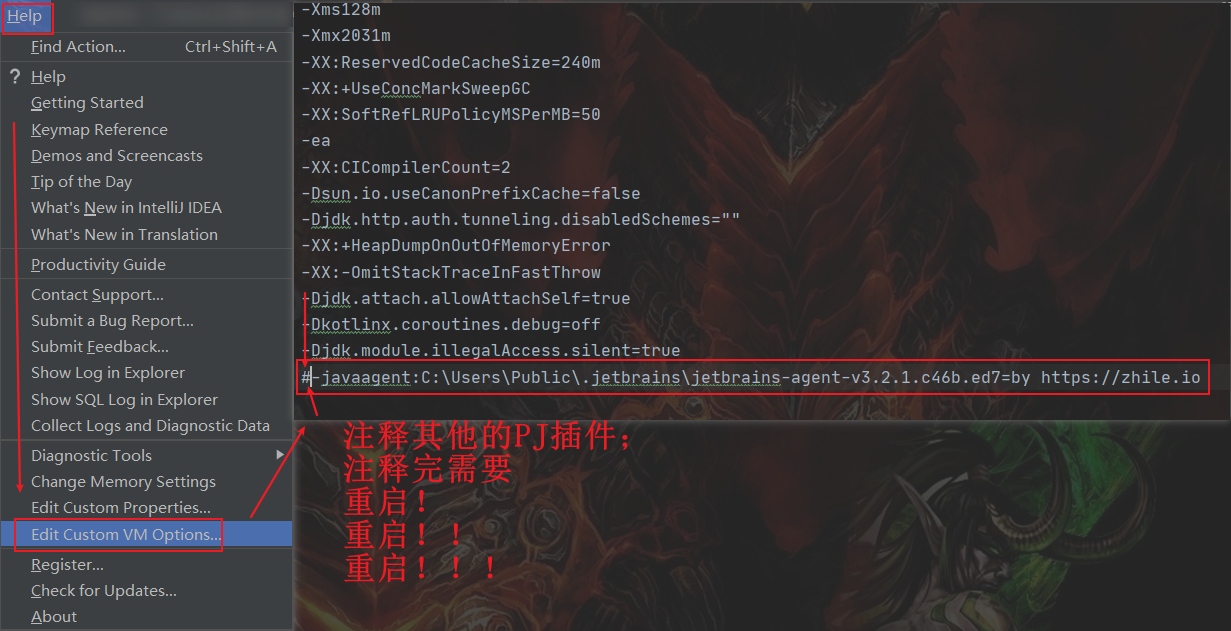 Help
Find Action... Ctrl+Shift+A
? Help
Getting Started
Keymap Reference
Demos and Screencasts
Tip of the Day
What's New in IntelliJ IDEA
What's New in Translation
Productivity Guide
Contact Support...
Submit a Bug Report...
Submit Feedback...
Show Log in Explorer
Show SQL Log in Explorer
Collect Logs and Diagnostic Data
Diagnostic Tools
Change Memory Settings
Edit Custom Properties...
Edit Custom VM Options...
Register...
Check for Updates...
About
-Xms128m
-Xmx2031m
-XX:ReservedCodeCacheSize=240m
-XX:+UseConcMarkSweepGC
-XX:SoftRefLRUPolicyMSPerMB=50
-ea
-XX:CICompilerCount=2
-Dsun.io.useCanonPrefixCache=false
-Djdk.http.auth.tunneling.disabledSchemes=""
-XX:+HeapDumpOnOutOfMemoryError
-XX:-OmitStackTraceInFastThrow
-Djdk.attach.allowAttachSelf=true
-Dkotlinx.coroutines.debug=off
-Djdk.module.illegalAccess.silent=true
#-javaagent:C:\Users\Public\.jetbrains\jetbrains-agent-v3.2.1.c46b.ed7=by https://zhile.io
注释其他的PJ插件；
注释完需要
重启！
重启！！
重启！！！